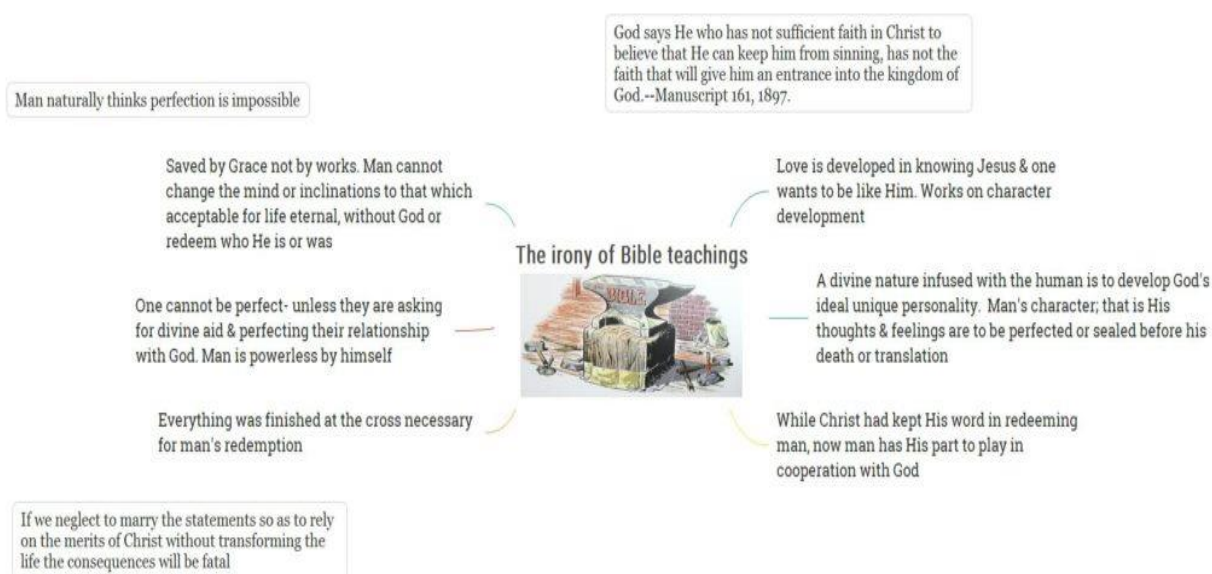 God says He who has not sufficient faith in Christ to
believe that He can keep him from sinning, has not the
faith that will give him an entrance into the kingdom of
God.--Manuscript 161, 1897.
Man naturally thinks perfection is impossible
Saved by Grace not by works. Man cannot
change the mind or inclinations to that which
acceptable for life eternal, without God or
redeem who He is or was
Love is developed in knowing Jesus & one
wants to be like Him. Works on character
development
The irony of Bible teachings
BIBLE
One cannot be perfect- unless they are asking
for divine aid & perfecting their relationship
with God. Man is powerless by himself
A divine nature infused with the human is to develop God's
ideal unique personality. Man's character; that is His
thoughts & feelings are to be perfected or sealed before his
death or translation
Everything was finished at the cross necessary
for man's redemption
While Christ had kept His word in redeeming
man, now man has His part to play in
cooperation with God
If we neglect to marry the statements so as to rely
on the merits of Christ without transforming the
life the consequences will be fatal